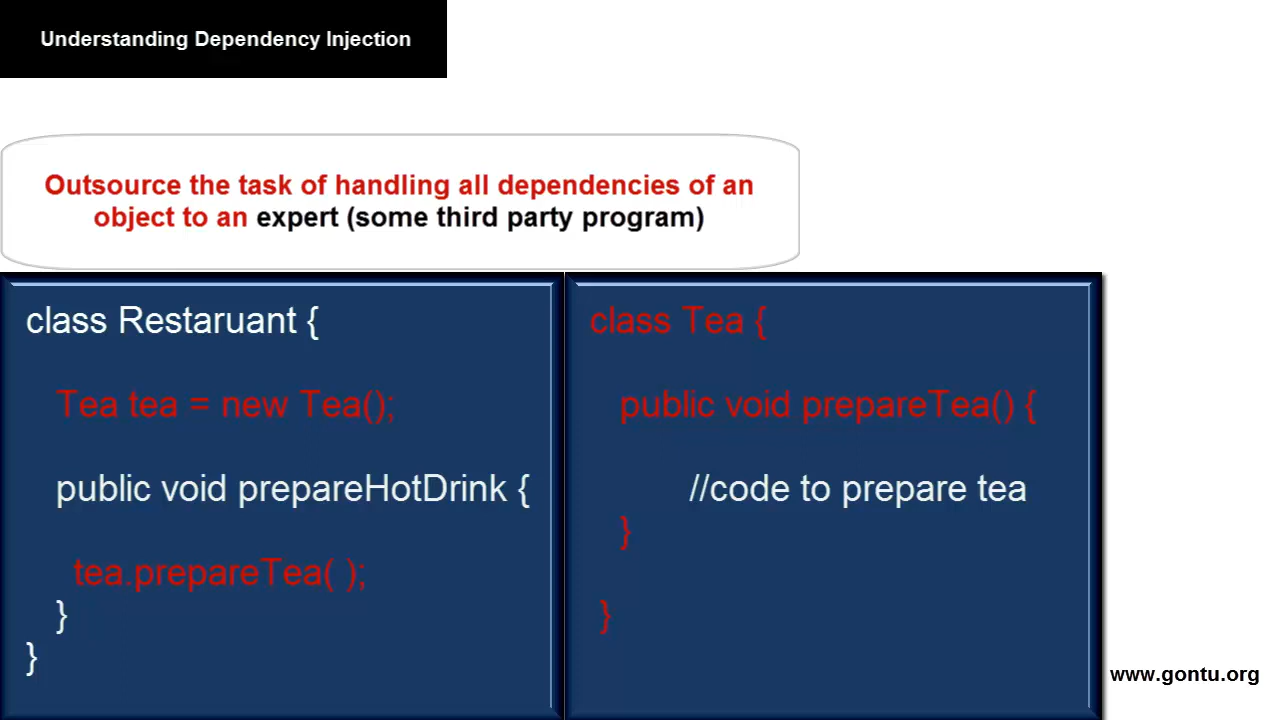 Understanding Dependency Injection
Outsource the task of handling all dependencies of an
object to an expert (some third party program)
class Restaruant {
Tea tea = new Tea();
public void prepareHotDrink {
tea.prepareTea( );
}
}
class Tea {
public void prepareTea() {
//code to prepare tea
}
}
www.gontu.org